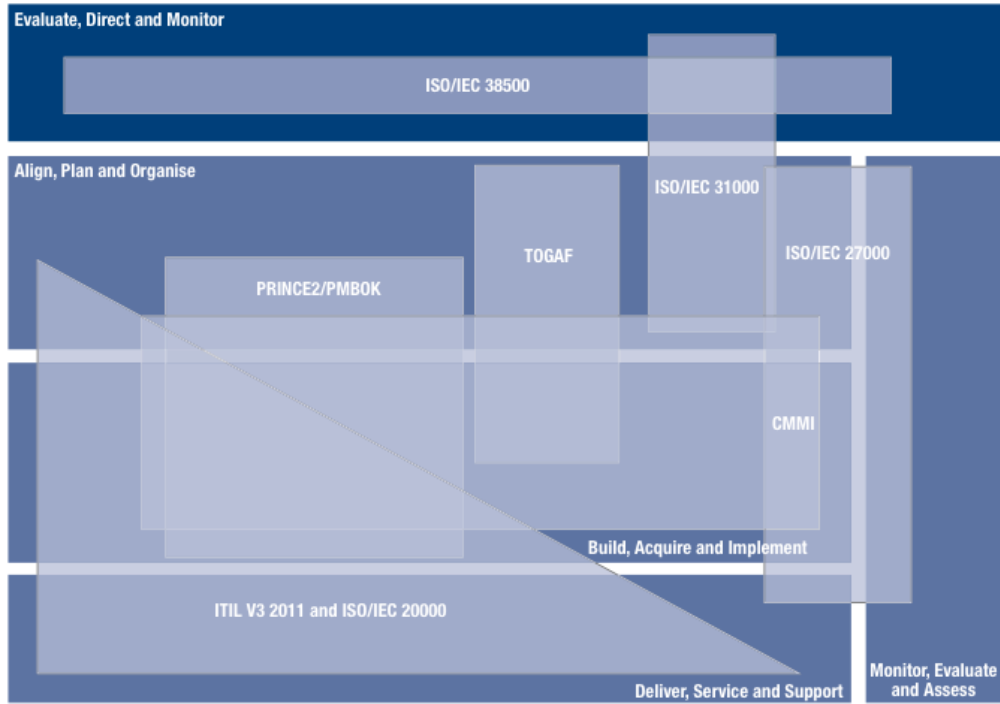 Evaluate, Direct and Monitor
ISO/IEC 38500
Align, Plan and Organise
ISO/IEC 31000
TOGAF
ISO/IEC 27000
PRINCE2/PMBOK
CMMI
Build, Acquire and Implement
ITIL V3 2011 and ISO/IEC 20000
Deliver, Service and Support
Monitor, Evaluate
and Assess